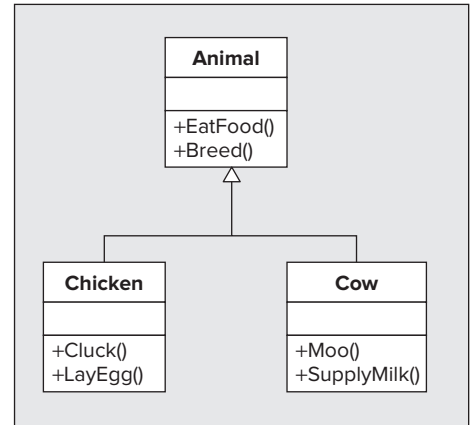 Animal
+EatFood()
+Breed()
Chicken
+Cluck()
+LayEgg()
Cow
+Moo()
+SupplyMilk()